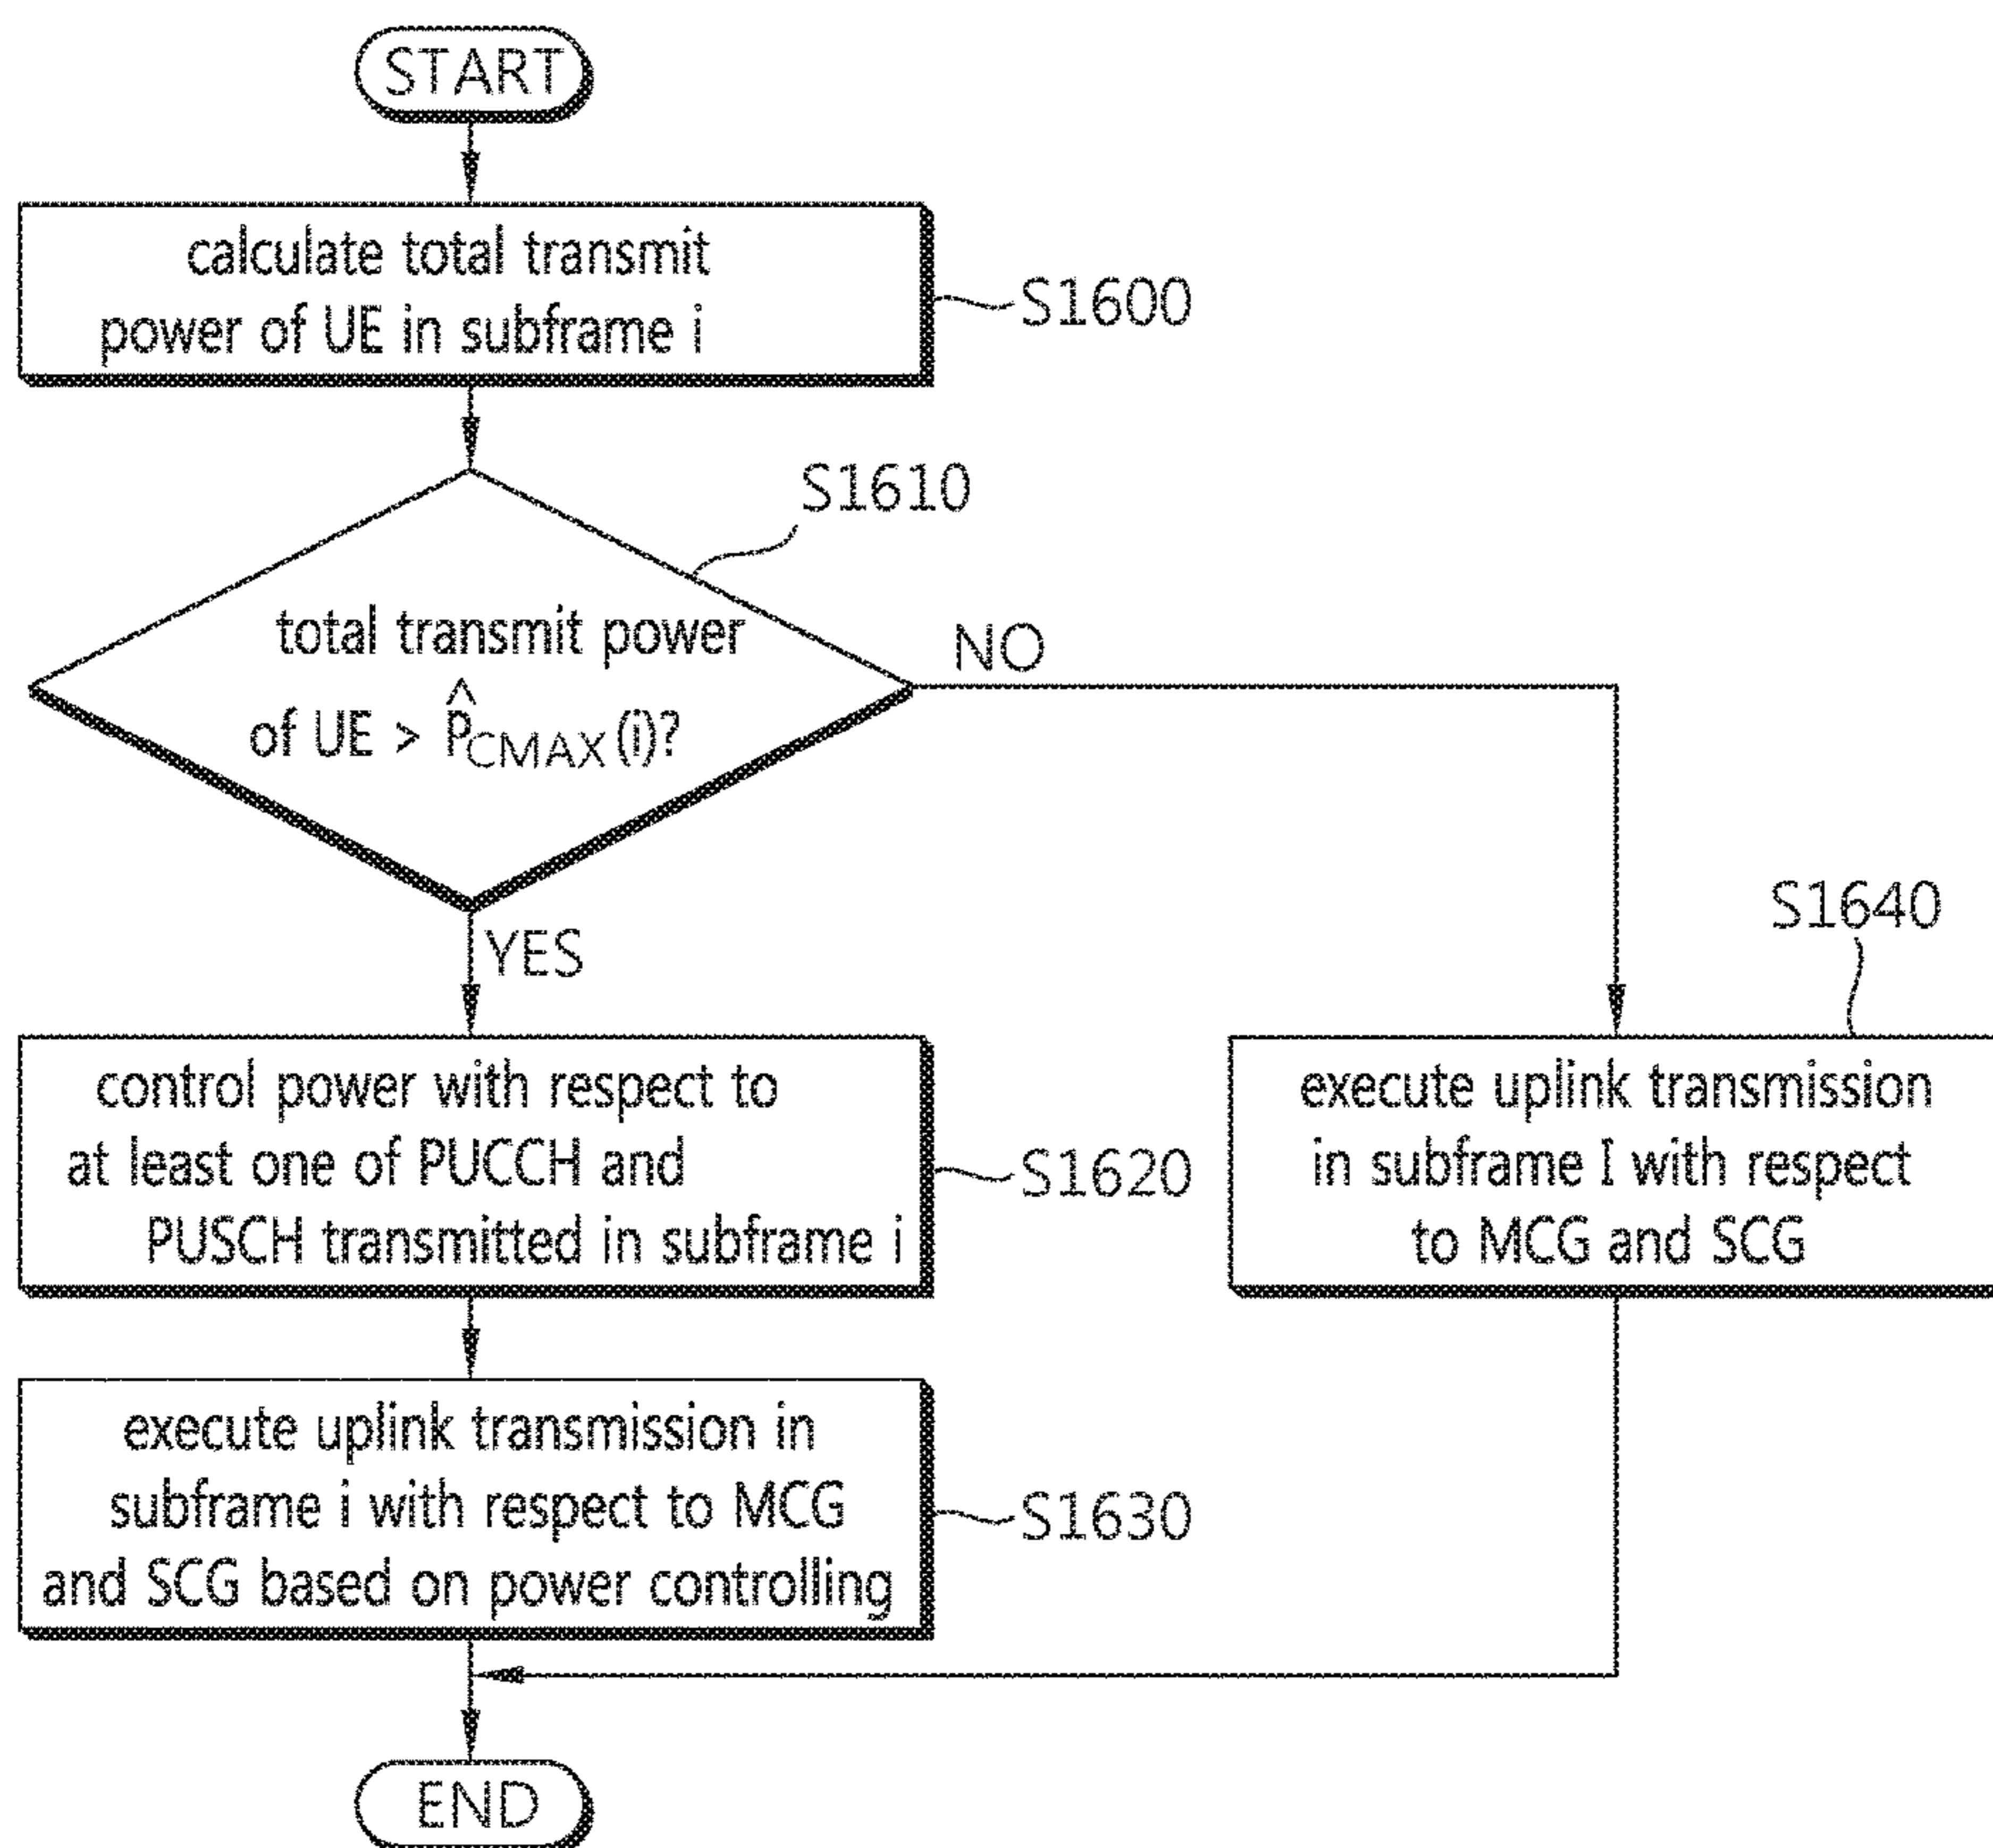 START
calculate total transmit
power of UE in subframe i
S1600
S1610
total transmit power
of UE > P̂CMAX(i)?
NO
YES
S1640
control power with respect to
at least one of PUCCH and
PUSCH transmitted in subframe i
S1620
execute uplink transmission
in subframe I with respect
to MCG and SCG
execute uplink transmission in
subframe i with respect to MCG
and SCG based on power controlling
S1630
END